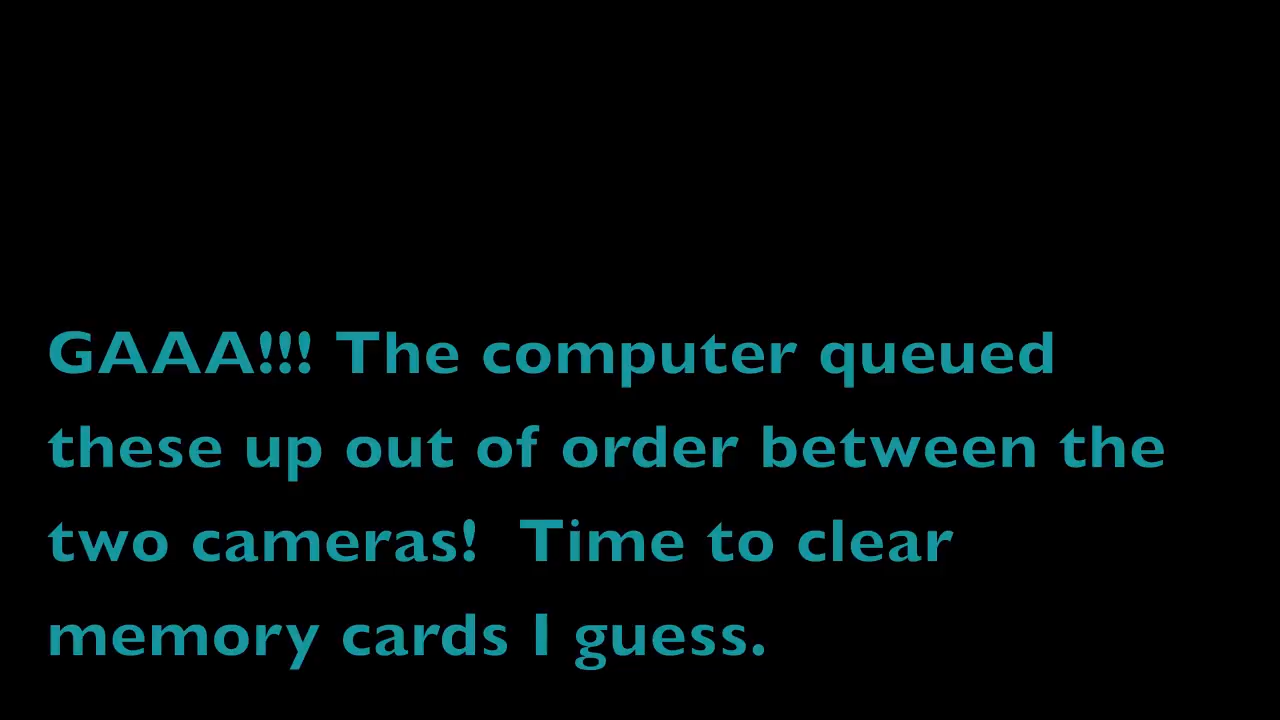 GAAA!!! The computer queued
these up out of order between the
two cameras!  Time to clear
memory cards I guess.